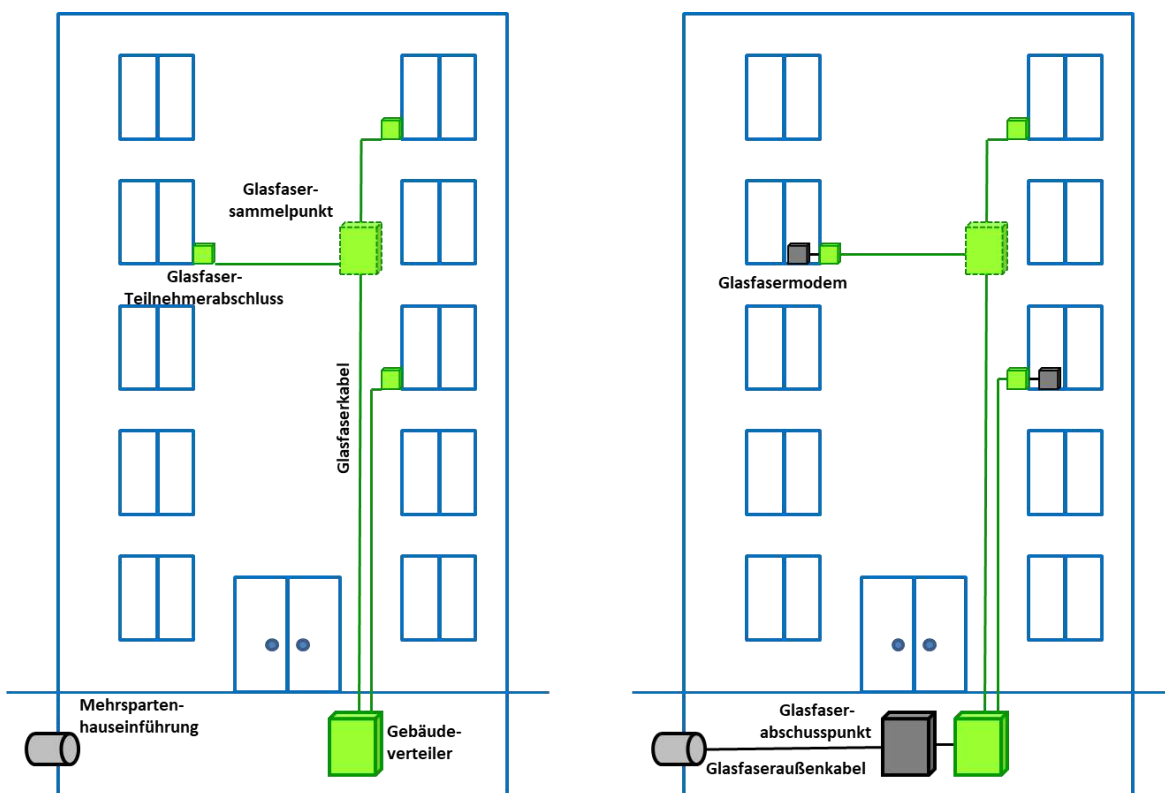 Glasfaser-
sammelpunkt
Glasfaser-
Teilnehmerabschluss
Glasfaserkabel
Mehrsparten-
hauseinführung
Gebäude-
verteiler
Glasfasermodem
Glasfaser-
abschusspunkt
Glasfaseraußenkabel